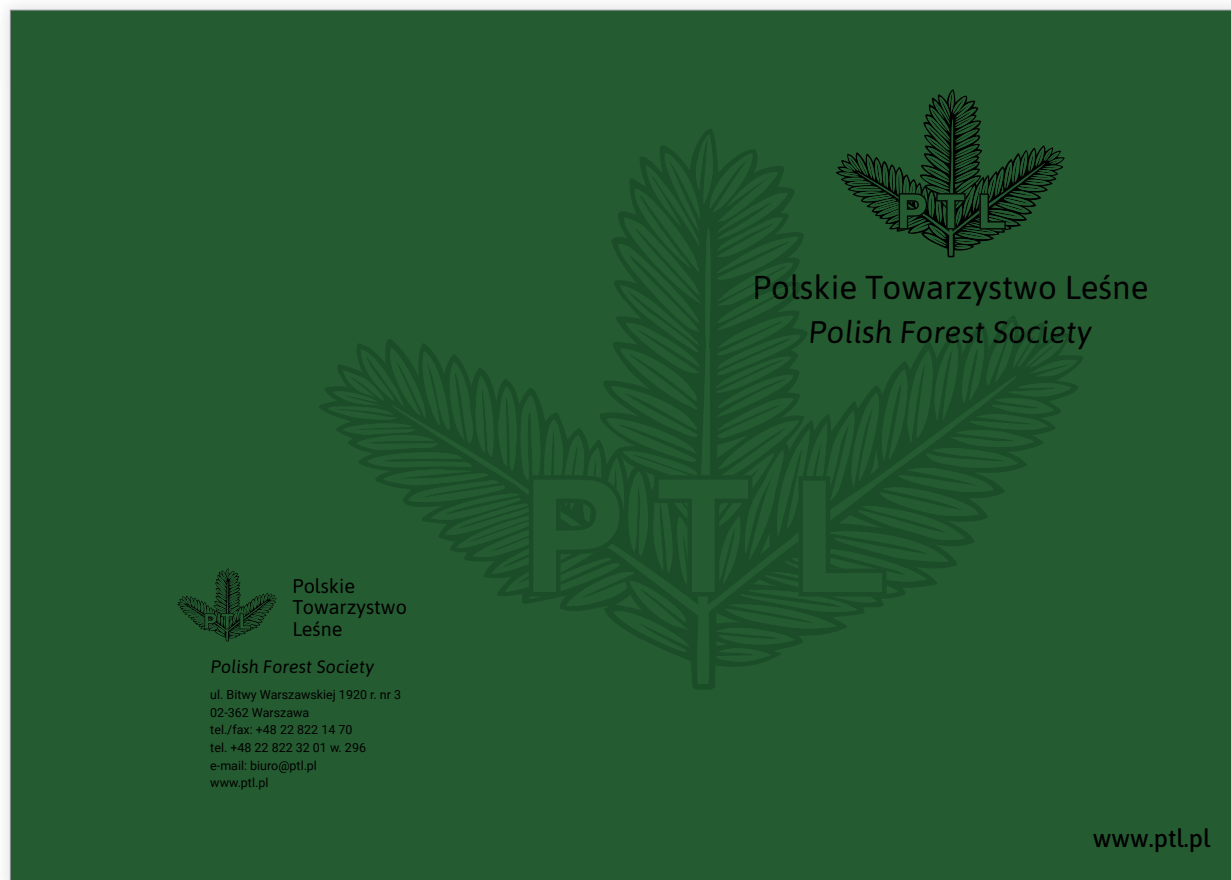 PTL
Polskie Towarzystwo Leśne
Polish Forest Society
PTL
PTL
Polskie
Towarzystwo
Leśne
Polish Forest Society
ul. Bitwy Warszawskiej 1920 r. nr 3
02-362 Warszawa
tel./fax: +48 22 822 14 70
tel. +48 22 822 32 01 w. 296
e-mail: biuro@ptl.pl
www.ptl.pl
www.ptl.pl